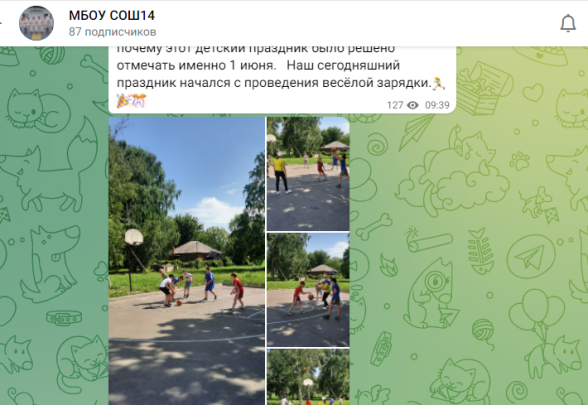 МБОУ СОШ14
87 подписчиков
почему этот детский праздник было решено
отмечать именно 1 июня. Наш сегодняшний
праздник начался с проведения весёлой зарядки.🏃
🎉🎊
127 09:39